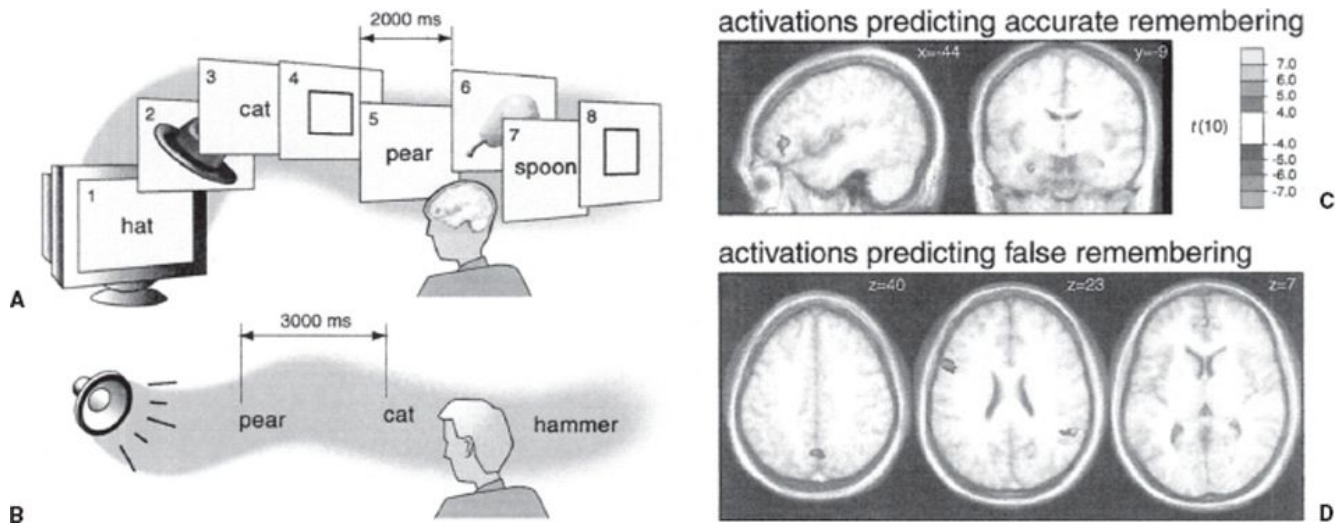 2000 ms
1
hat
2
3
cat
4
5
pear
6
7
spoon
8
A
3000 ms
pear
cat
hammer
B
activations predicting accurate remembering
x=-44
y=-9
7.0
6.0
5.0
4.0
t(10)
-4.0
-5.0
-6.0
-7.0
C
activations predicting false remembering
z=40
z=23
z=7
D